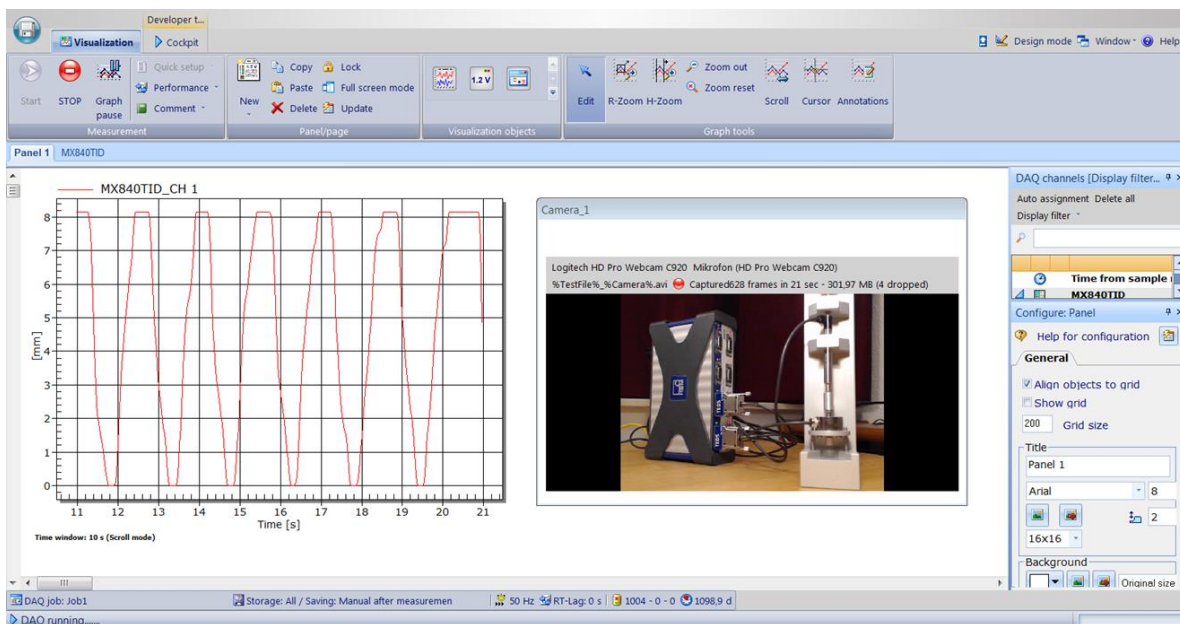 Developer t...
Visualization
Cockpit
Design mode Window Help
Start STOP Graph pause
Quick setup
Performance
Comment
Measurement
New
Copy Lock
Paste Full screen mode
Delete Update
Panel/page
1.2 V
Visualization objects
Edit R-Zoom H-Zoom
Zoom out
Zoom reset
Scroll Cursor Annotations
Graph tools
Panel 1 MX840TID
MX840TID_CH 1
8
7
6
5
4
3
2
1
0
[mm]
11 12 13 14 15 16 17 18 19 20 21
Time [s]
Time window: 10 s (Scroll mode)
Camera_1
Logitech HD Pro Webcam C920 Mikrofon (HD Pro Webcam C920)
%TestFile%_%Camera%.avi Captured628 frames in 21 sec - 301,97 MB (4 dropped)
DAQ channels [Display filter...
Auto assignment Delete all
Display filter
Time from sample
MX840TID
Configure: Panel
Help for configuration
General
Align objects to grid
Show grid
200 Grid size
Title
Panel 1
Arial 8
2
16x16
Background
Original size
DAQ job: Job1
Storage: All / Saving: Manual after measuremen
50 Hz RT-Lag: 0 s 1004 - 0 - 0 1098,9 d
DAQ running......